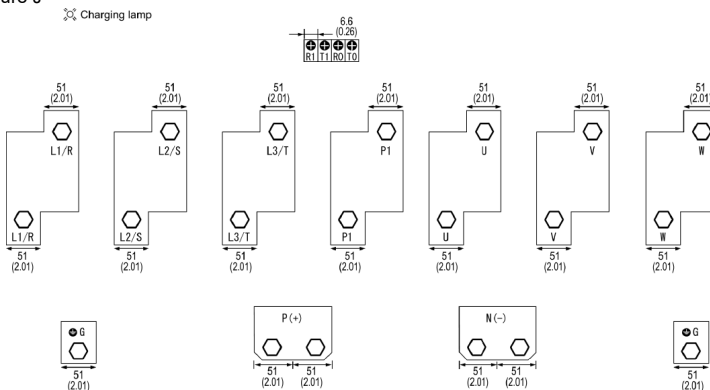 Charging lamp
6.6
(0.26)
R1 T1 R0 T0
51 51 51 51 51 51 51
(2.01) (2.01) (2.01) (2.01) (2.01) (2.01) (2.01
L1/R L2/S L3/T P1 U V W
L1/R L2/S L3/T P1 U V W
51 51 51 51 51 51 51
(2.01) (2.01) (2.01) (2.01) (2.01) (2.01) (2.01)
G P(+) N(-) G
51 51 51 51 51 51
(2.01) (2.01) (2.01) (2.01) (2.01) (2.01)